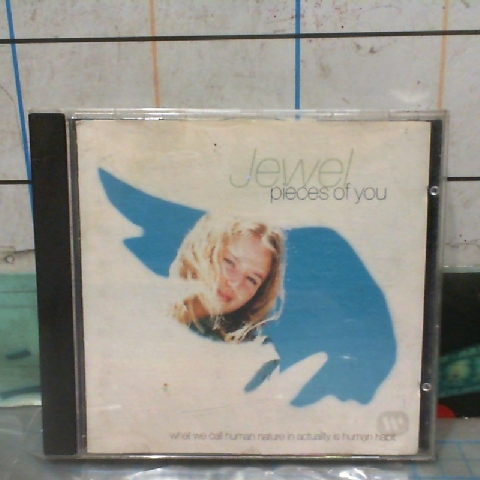 Jewel
pieces of you
what we call human nature in actuality is human habit